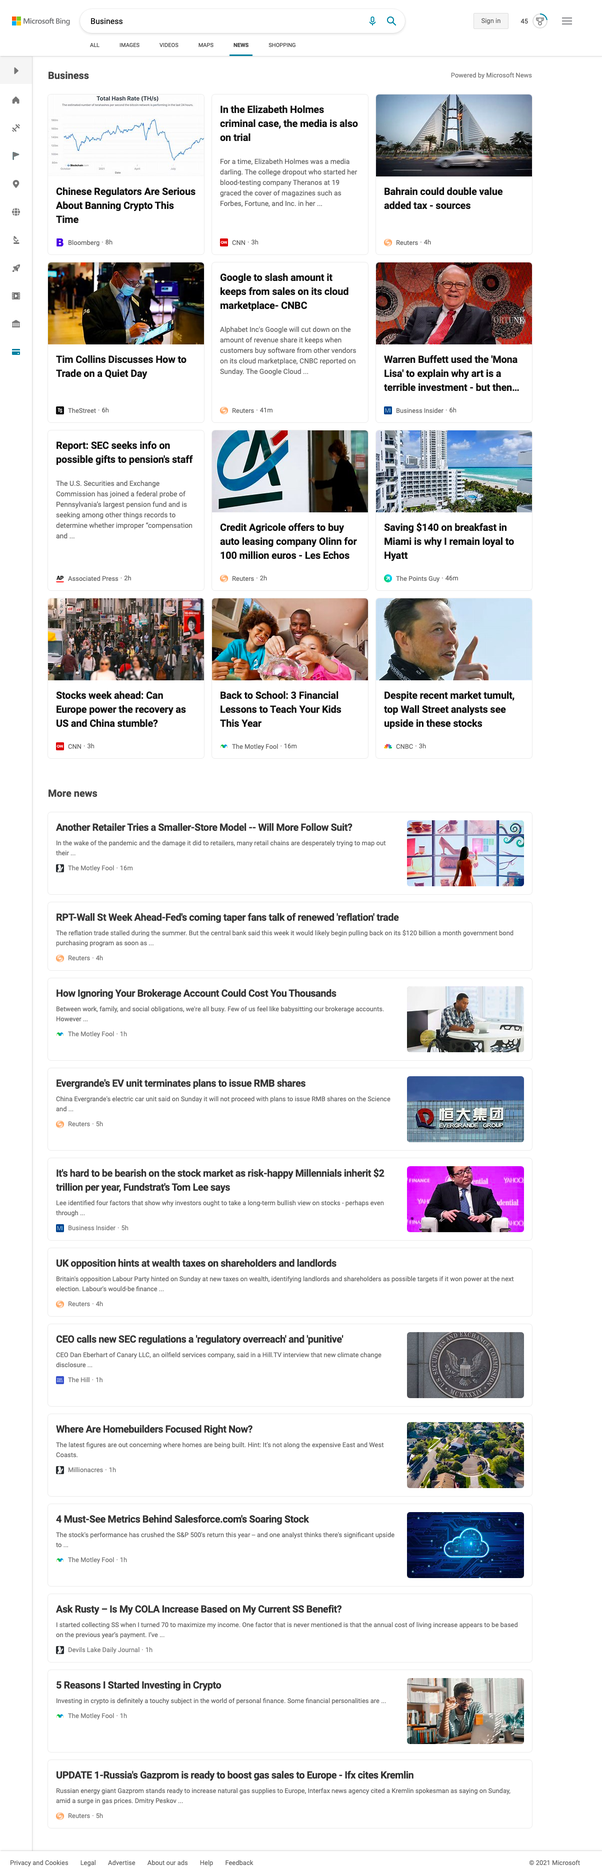 Microsoft Bing
Business
Sign in
45
ALL IMAGES VIDEOS MAPS NEWS SHOPPING
Business
Powered by Microsoft News
Total Hash Rate (TH/s)
Chinese Regulators Are Serious
About Banning Crypto This
Time
Bloomberg · 8h
In the Elizabeth Holmes
criminal case, the media is also
on trial
For a time, Elizabeth Holmes was a media
darling. The college dropout who started her
blood-testing company Theranos at 19
graced the cover of magazines such as
Forbes, Fortune, and Inc. in her ...
CNN · 3h
Bahrain could double value
added tax - sources
Reuters · 4h
Tim Collins Discusses How to
Trade on a Quiet Day
TheStreet · 6h
Google to slash amount it
keeps from sales on its cloud
marketplace- CNBC
Alphabet Inc's Google will cut down on the
amount of revenue share it keeps when
customers buy software from other vendors
on its cloud marketplace, CNBC reported on
Sunday. The Google Cloud ...
Reuters · 41m
Warren Buffett used the 'Mona
Lisa' to explain why art is a
terrible investment - but then...
Business Insider · 6h
Report: SEC seeks info on
possible gifts to pension's staff
The U.S. Securities and Exchange
Commission has joined a federal probe of
Pennsylvania's largest pension fund and is
seeking among other things records to
determine whether improper "compensation
and ...
AP
Associated Press · 2h
Credit Agricole offers to buy
auto leasing company Olinn for
100 million euros - Les Echos
Reuters · 2h
Saving $140 on breakfast in
Miami is why I remain loyal to
Hyatt
The Points Guy · 46m
Stocks week ahead: Can
Europe power the recovery as
US and China stumble?
CNN · 3h
Back to School: 3 Financial
Lessons to Teach Your Kids
This Year
The Motley Fool · 16m
Despite recent market tumult,
top Wall Street analysts see
upside in these stocks
CNBC · 3h
More news
Another Retailer Tries a Smaller-Store Model -- Will More Follow Suit?
In the wake of the pandemic and the damage it did to retailers, many retail chains are desperately trying to map out
their ...
The Motley Fool · 16m
RPT-Wall St Week Ahead-Fed's coming taper fans talk of renewed 'reflation' trade
The reflation trade stalled during the summer. But the central bank said this week it would likely begin pulling back on its $120 billion a month government bond
purchasing program as soon as ...
Reuters · 4h
How Ignoring Your Brokerage Account Could Cost You Thousands
Between work, family, and social obligations, we're all busy. Few of us feel like babysitting our brokerage accounts.
However ...
The Motley Fool · 1h
Evergrande's EV unit terminates plans to issue RMB shares
China Evergrande's electric car unit said on Sunday it will not proceed with plans to issue RMB shares on the Science
and ...
Reuters · 5h
恒大集团
EVERGRANDE GROUP
It's hard to be bearish on the stock market as risk-happy Millennials inherit $2
trillion per year, Fundstrat's Tom Lee says
Lee identified four factors that show why investors ought to take a long-term bullish view on stocks - perhaps even
through ...
Business Insider · 5h
UK opposition hints at wealth taxes on shareholders and landlords
Britain's opposition Labour Party hinted on Sunday at new taxes on wealth, identifying landlords and shareholders as possible targets if it won power at the next
election. Labour's would-be finance ...
Reuters · 4h
CEO calls new SEC regulations a 'regulatory overreach' and 'punitive'
CEO Dan Eberhart of Canary LLC, an oilfield services company, said in a Hill.TV interview that new climate change
disclosure ...
The Hill · 1h
Where Are Homebuilders Focused Right Now?
The latest figures are out concerning where homes are being built. Hint: It's not along the expensive East and West
Coasts.
Millionacres · 1h
4 Must-See Metrics Behind Salesforce.com's Soaring Stock
The stock's performance has crushed the S&P 500's return this year – and one analyst thinks there's significant upside
to ...
The Motley Fool · 1h
Ask Rusty – Is My COLA Increase Based on My Current SS Benefit?
I started collecting SS when I turned 70 to maximize my income. One factor that is never mentioned is that the annual cost of living increase appears to be based
on the previous year's payment. I've ...
Devils Lake Daily Journal · 1h
5 Reasons I Started Investing in Crypto
Investing in crypto is definitely a touchy subject in the world of personal finance. Some financial personalities are ...
The Motley Fool · 1h
UPDATE 1-Russia's Gazprom is ready to boost gas sales to Europe - Ifx cites Kremlin
Russian energy giant Gazprom stands ready to increase natural gas supplies to Europe, Interfax news agency cited a Kremlin spokesman as saying on Sunday,
amid a surge in gas prices. Dmitry Peskov ...
Reuters · 5h
Privacy and Cookies Legal Advertise About our ads Help Feedback
© 2021 Microsoft